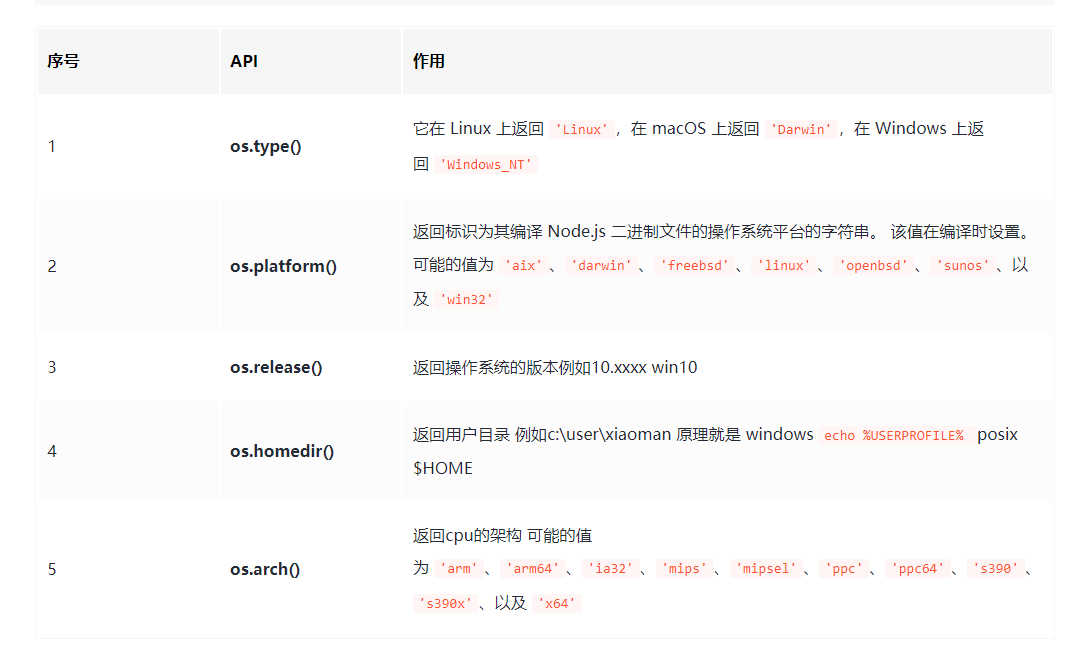 序号 API 作用
它在 Linux 上返回 'Linux'，在 macOS 上返回 'Darwin'，在 Windows 上返
1 os.type()
回 'Windows_NT'
返回标识为其编译 Node.js 二进制文件的操作系统平台的字符串。 该值在编译时设置。
2 os.platform() 可能的值为 'aix'、'darwin'、'freebsd'、'linux'、'openbsd'、'sunos'、以
及 'win32'
3 os.release() 返回操作系统的版本例如10.xxxx win10
返回用户目录 例如c:\user\xiaoman 原理就是 windows echo %USERPROFILE% posix
4 os.homedir()
$HOME
返回cpu的架构 可能的值
5 os.arch() 为 'arm'、'arm64'、'ia32'、'mips'、'mipsel'、'ppc'、'ppc64'、's390'、
's390x'、以及 'x64'